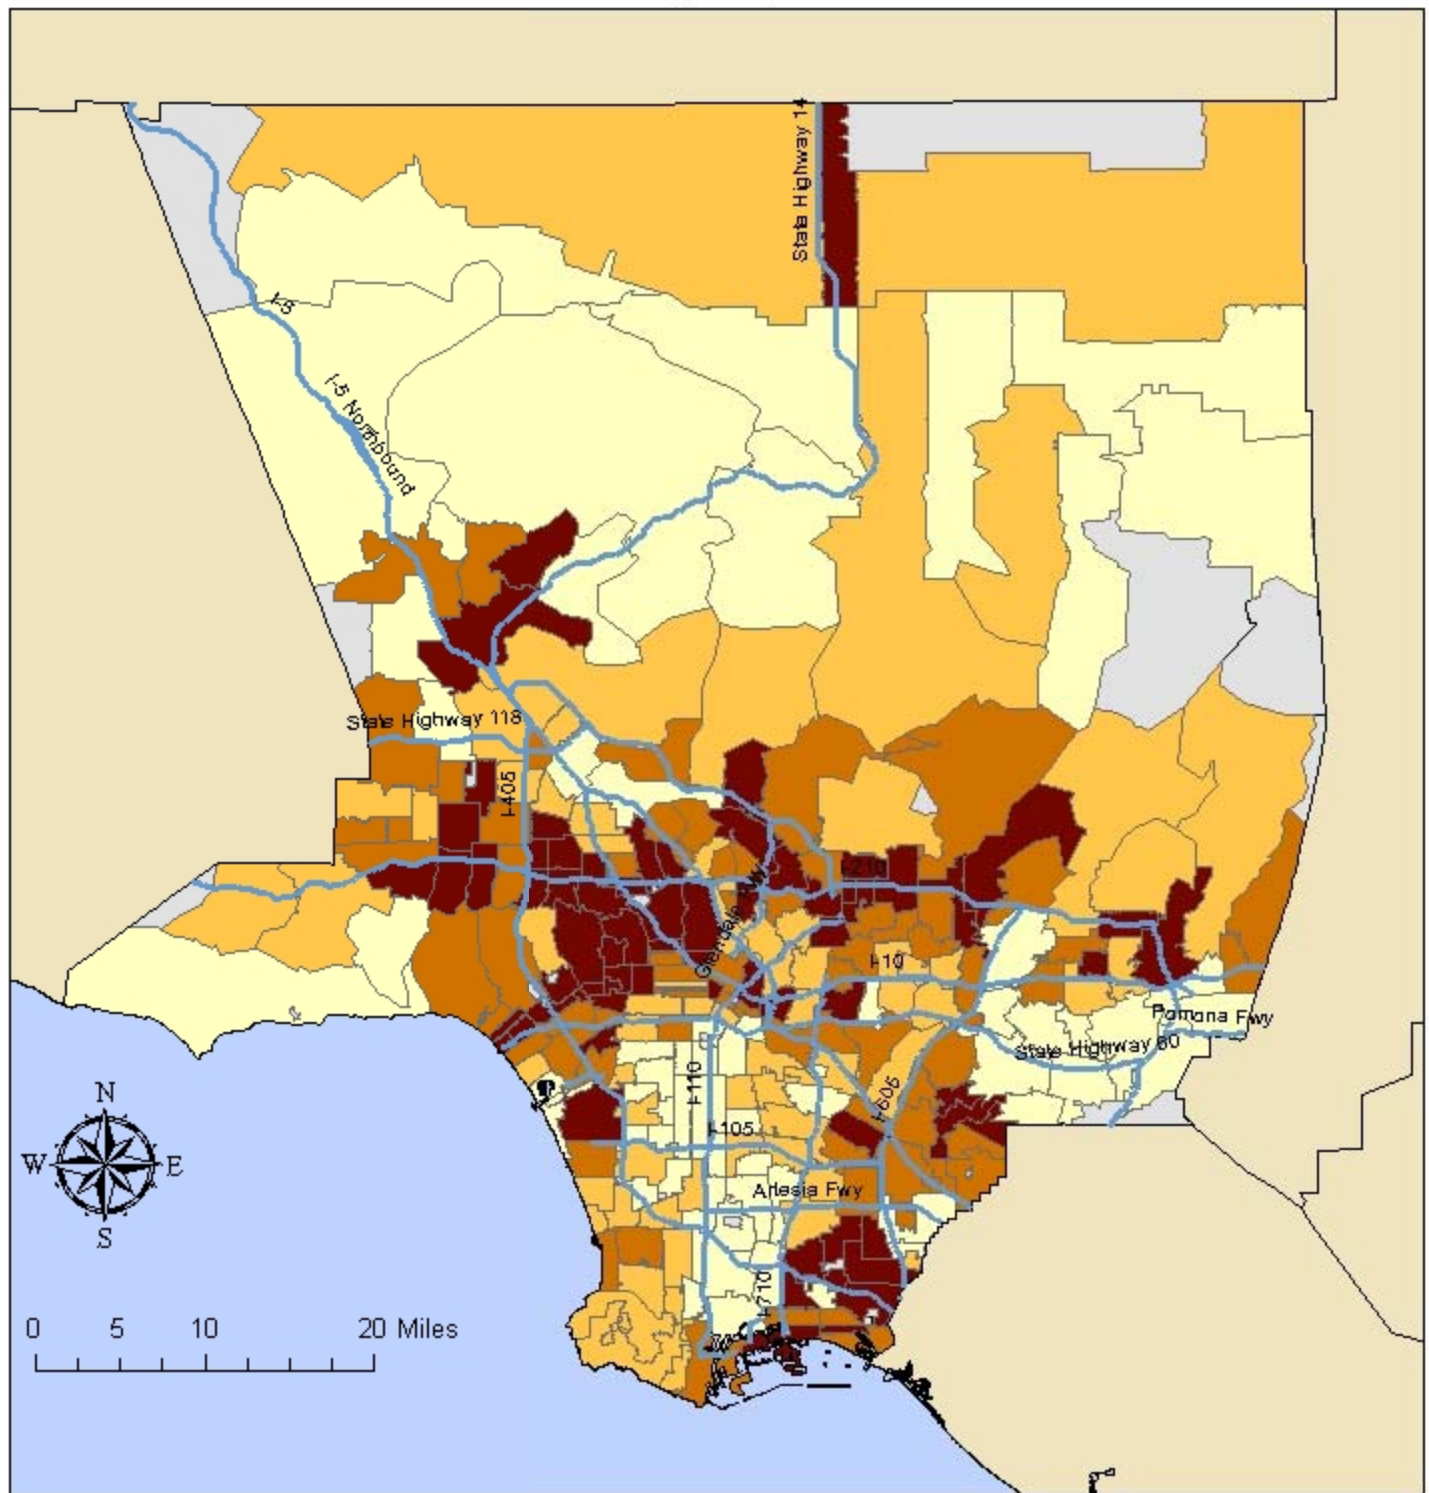 State Highway 14
I-5
I-5 Northbound
State Highway 118
I-405
I-210
Glendale Fwy
I-10
Pomona Fwy
State Highway 60
I-110
I-605
I-105
Artesia Fwy
I-710
N
W E
S
0 5 10 20 Miles